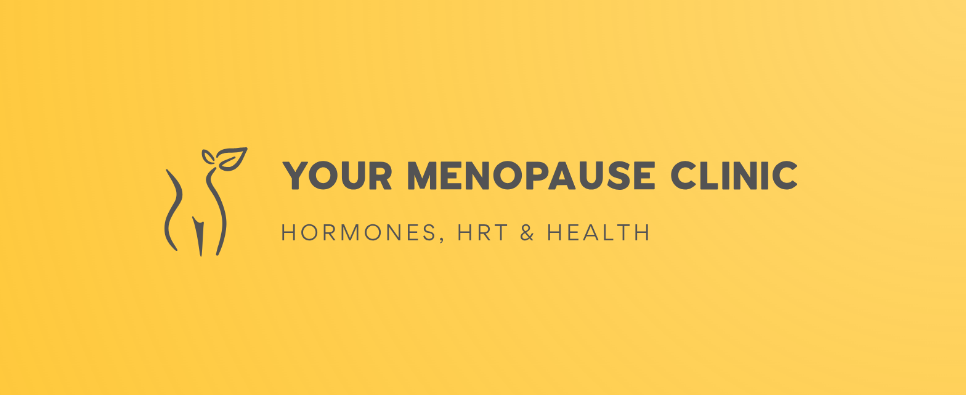 YOUR MENOPAUSE CLINIC
HORMONES, HRT & HEALTH